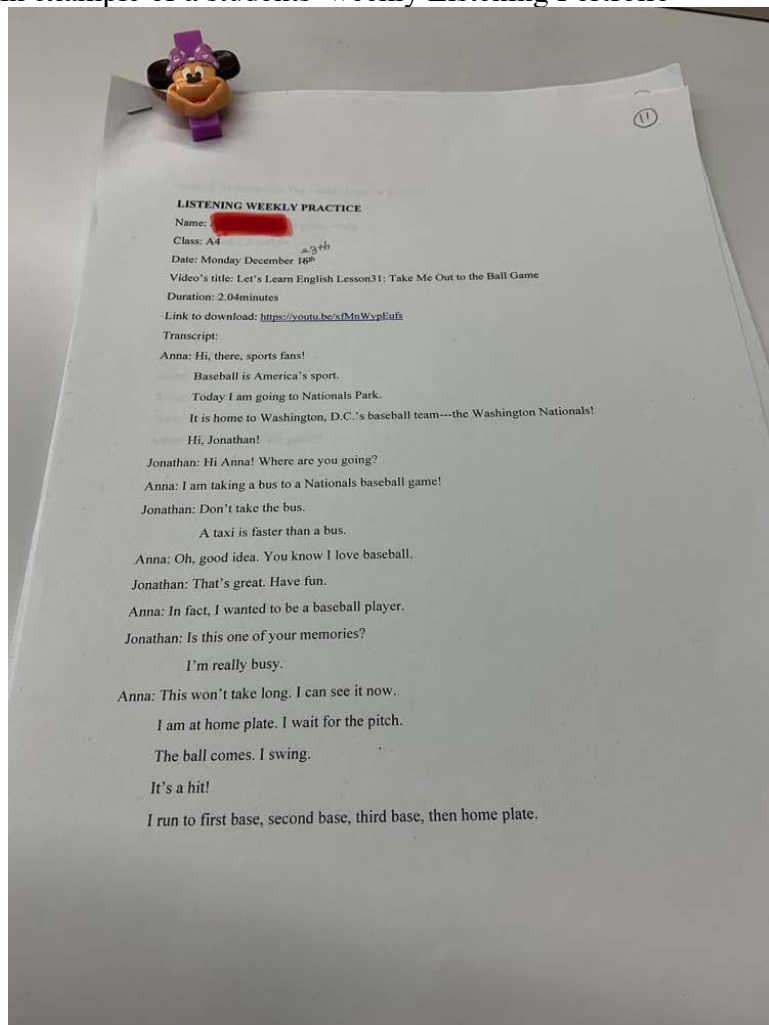 example of a students' weekly Listening Portfolio
11
LISTENING WEEKLY PRACTICE
Name:
Class: A4
23th
Date: Monday December 16th
Video's title: Let's Learn English Lesson31: Take Me Out to the Ball Game
Duration: 2.04minutes
Link to download: https://youtu.be/xfMnWypEufs
Transcript:
Anna: Hi, there, sports fans!
Baseball is America's sport.
Today I am going to Nationals Park.
It is home to Washington, D.C.'s baseball team---the Washington Nationals!
Hi, Jonathan!
Jonathan: Hi Anna! Where are you going?
Anna: I am taking a bus to a Nationals baseball game!
Jonathan: Don't take the bus.
A taxi is faster than a bus.
Anna: Oh, good idea. You know I love baseball.
Jonathan: That's great. Have fun.
Anna: In fact, I wanted to be a baseball player.
Jonathan: Is this one of your memories?
I'm really busy.
Anna: This won't take long. I can see it now.
I am at home plate. I wait for the pitch.
The ball comes. I swing.
It's a hit!
I run to first base, second base, third base, then home plate.